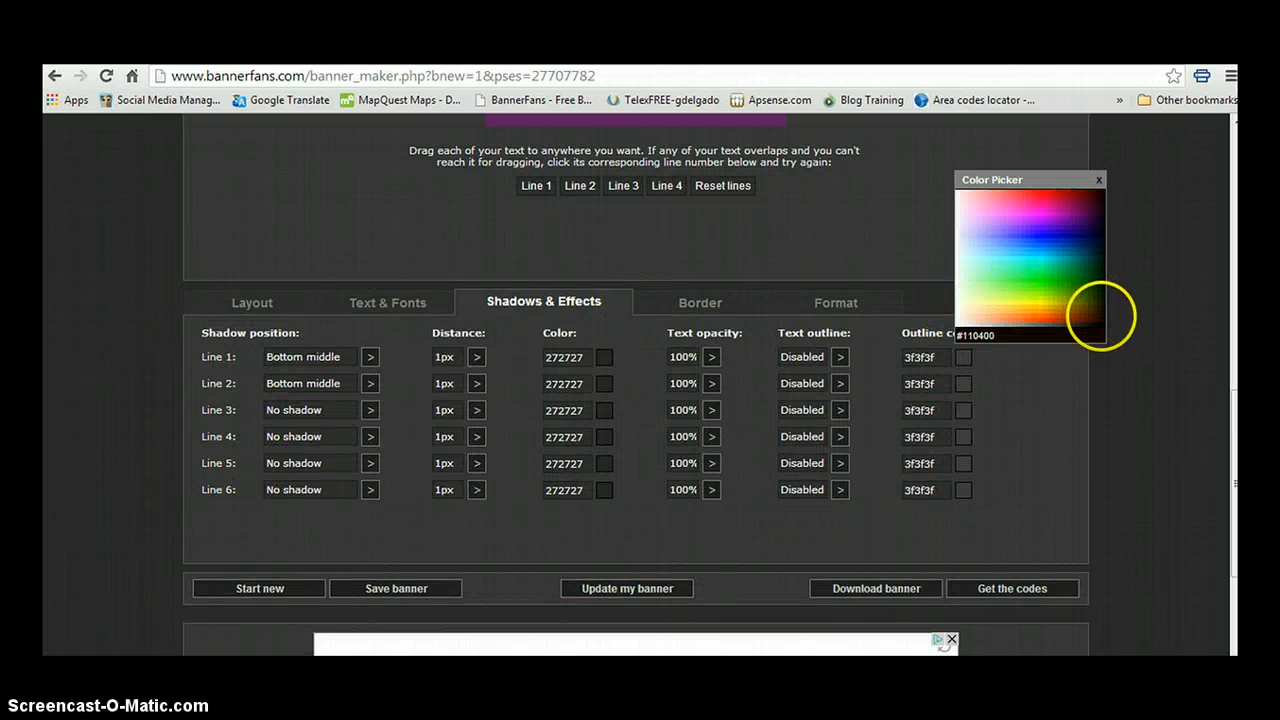 www.bannerfans.com/banner_maker.php?bnew=1&pses=27707782
Apps Social Media Manag... Google Translate MapQuest Maps - D... BannerFans - Free B... TelexFREE-gdelgado Apsense.com Blog Training Area codes locator -... » Other bookmarks
Drag each of your text to anywhere you want. If any of your text overlaps and you can't
reach it for dragging, click its corresponding line number below and try again:
Line 1 Line 2 Line 3 Line 4 Reset lines
Color Picker x
#110400
Layout Text & Fonts Shadows & Effects Border Format
Shadow position: Distance: Color: Text opacity: Text outline: Outline c
Line 1: Bottom middle > 1px > 272727 100% > Disabled > 3f3f3f
Line 2: Bottom middle > 1px > 272727 100% > Disabled > 3f3f3f
Line 3: No shadow > 1px > 272727 100% > Disabled > 3f3f3f
Line 4: No shadow > 1px > 272727 100% > Disabled > 3f3f3f
Line 5: No shadow > 1px > 272727 100% > Disabled > 3f3f3f
Line 6: No shadow > 1px > 272727 100% > Disabled > 3f3f3f
Start new Save banner Update my banner Download banner Get the codes
Screencast-O-Matic.com